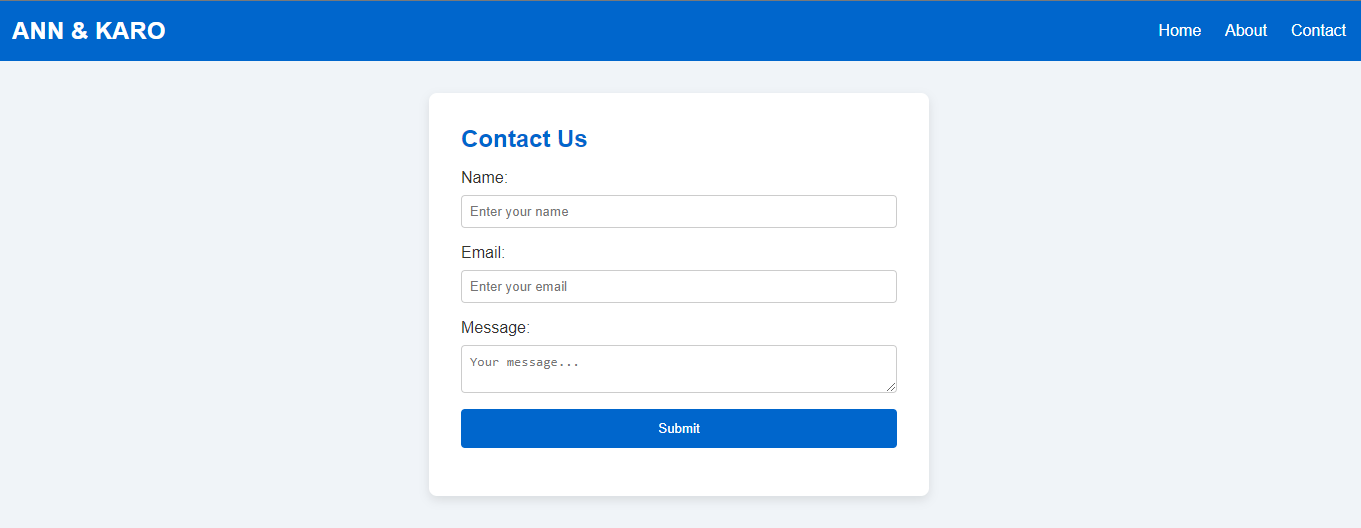 ANN & KARO
Home About Contact
Contact Us
Name:
Enter your name
Email:
Enter your email
Message:
Your message...
Submit